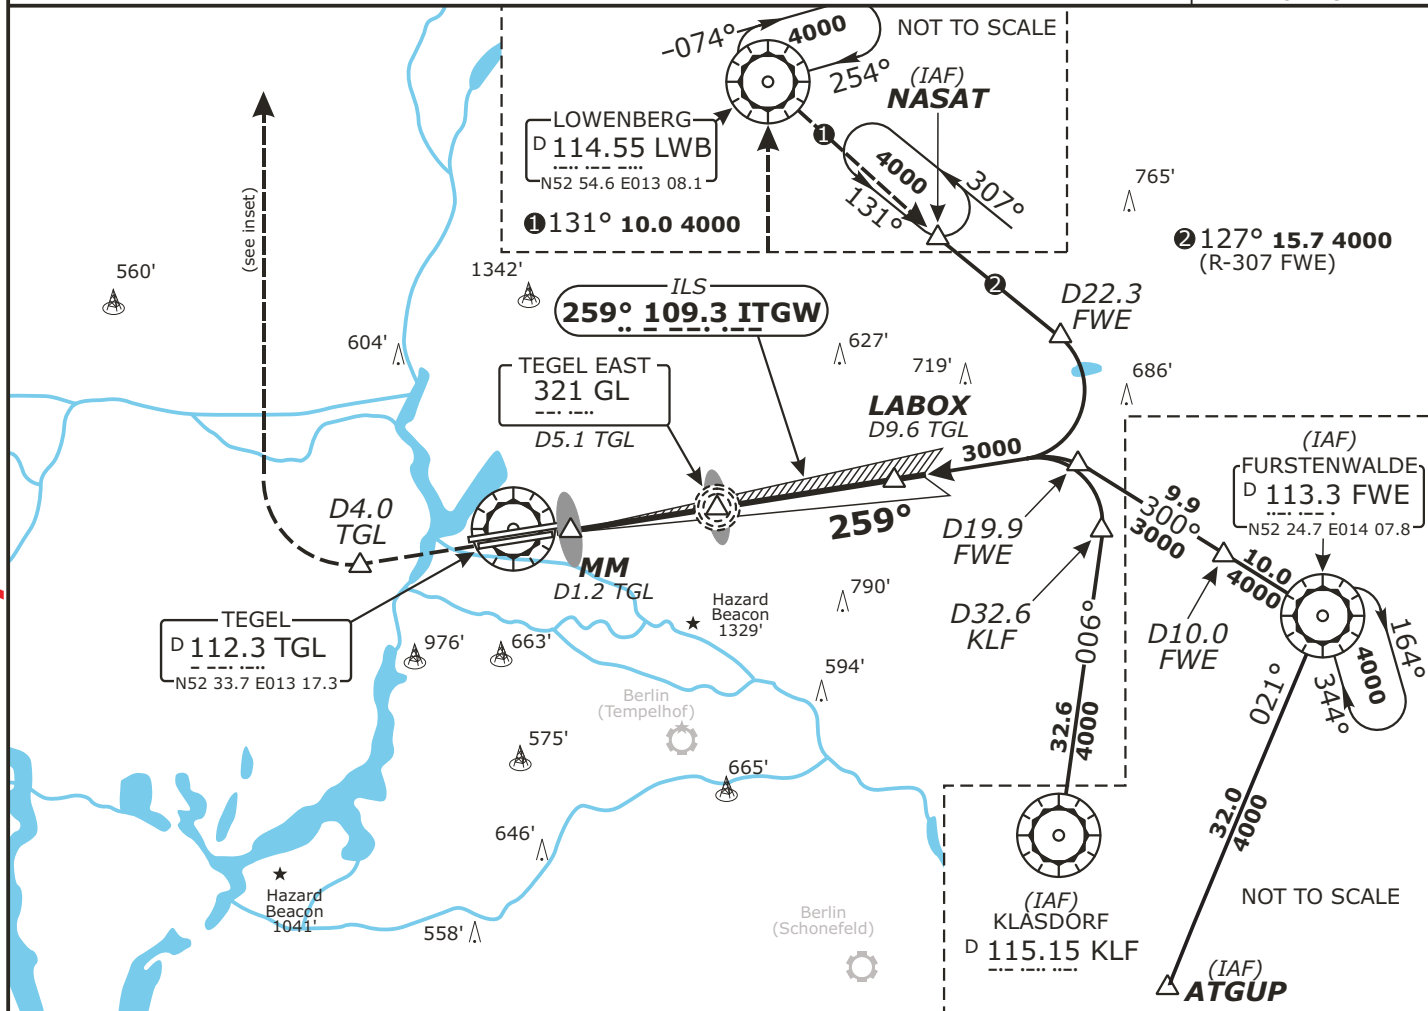 NOT TO SCALE
074°
4000
254°
(IAF)
NASAT
LOWENBERG
D 114.55 LWB
N52 54.6 E013 08.1
1
4000
131°
307°
1 131° 10.0 4000
765'
2 127° 15.7 4000
(R-307 FWE)
(see inset)
560'
1342'
ILS
259° 109.3 ITGW
2
D22.3
FWE
604'
627'
719'
686'
TEGEL EAST
321 GL
D5.1 TGL
LABOX
D9.6 TGL
3000
(IAF)
FURSTENWALDE
D 113.3 FWE
N52 24.7 E014 07.8
D4.0
TGL
259°
D19.9
FWE
9.9
300°
3000
10.0
4000
MM
D1.2 TGL
790'
Hazard
Beacon
1329'
D32.6
KLF
006°
D10.0
FWE
164°
4000
344°
TEGEL
D 112.3 TGL
N52 33.7 E013 17.3
976'
663'
594'
021°
Berlin
(Tempelhof)
32.6
4000
575'
665'
32.0
4000
646'
Hazard
Beacon
1041'
558'
Berlin
(Schonefeld)
(IAF)
KLASDORF
D 115.15 KLF
NOT TO SCALE
(IAF)
ATGUP